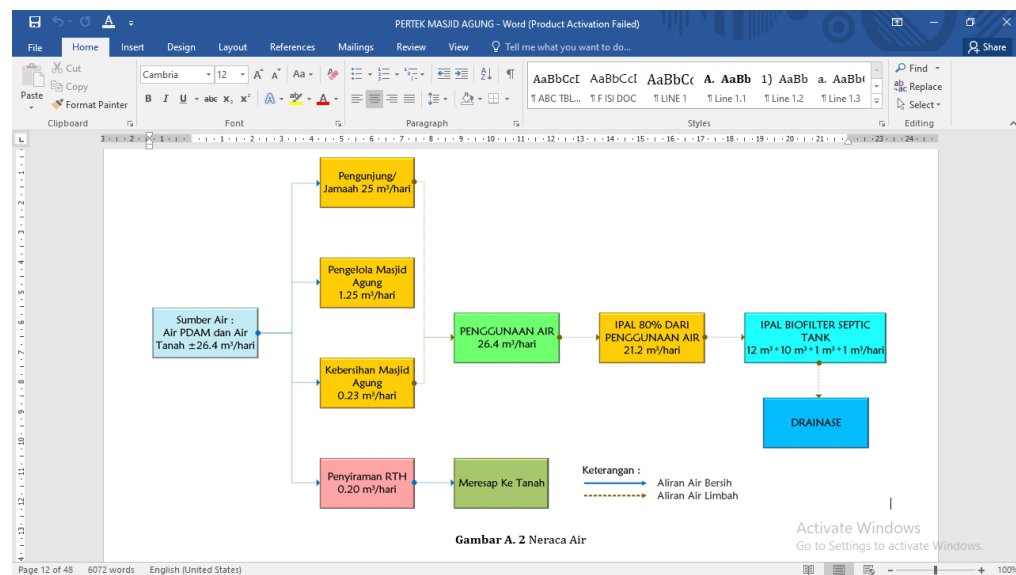 PERTEK MASJID AGUNG - Word (Product Activation Failed)
File Home Insert Design Layout References Mailings Review View Tell me what you want to do... Share
Cut
Copy
Format Painter
Paste
Clipboard
Cambria 12
Font
Paragraph
AaBbCcI AaBbCcI AaBbCc A. AaBb 1) AaBb a. AaBb
¶ ABC TBL... ¶ F ISI DOC ¶ LINE 1 ¶ Line 1.1 ¶ Line 1.2 ¶ Line 1.3
Styles
Find
Replace
Select
Editing
Pengunjung/
Jamaah 25 m³/hari
Pengelola Masjid
Agung
1.25 m³/hari
Sumber Air :
Air PDAM dan Air
Tanah ±26.4 m³/hari
Kebersihan Masjid
Agung
0.23 m³/hari
PENGGUNAAN AIR
26.4 m³/hari
IPAL 80% DARI
PENGGUNAAN AIR
21.2 m³/hari
IPAL BIOFILTER SEPTIC
TANK
12 m³+10 m³+1 m³+1 m³/hari
DRAINASE
Penyiraman RTH
0.20 m³/hari
Meresap Ke Tanah
Keterangan :
Aliran Air Bersih
Aliran Air Limbah
Gambar A. 2 Neraca Air
Activate Windows
Go to Settings to activate Windows.
Page 12 of 48 6072 words English (United States) 100%